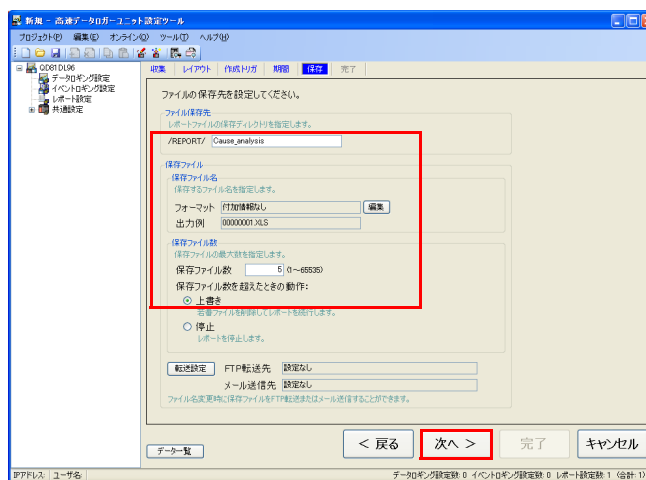 新規 - 高速データロガーユニット設定ツール
プロジェクト(P) 編集(E) オンライン(O) ツール(T) ヘルプ(H)
QD81DL96
データロギング設定
イベントロギング設定
レポート設定
共通設定
収集 レイアウト 作成トリガ 期間 保存 完了
ファイルの保存先を設定してください。
ファイル保存先
レポートファイルの保存ディレクトリを指定します。
/REPORT/ Cause_analysis
保存ファイル
保存ファイル名
保存するファイル名を指定します。
フォーマット 付加情報なし 編集
出力例 00000001.XLS
保存ファイル数
保存ファイルの最大数を指定します。
保存ファイル数 5 (1~65535)
保存ファイル数を超えたときの動作:
上書き
若番ファイルを削除してレポートを続行します。
停止
レポートを停止します。
転送設定 FTP転送先 設定なし
メール送信先 設定なし
ファイル名変更時に保存ファイルをFTP転送またはメール送信することができます。
データ一覧 < 戻る 次へ > 完了 キャンセル
IPアドレス: ユーザ名: データロギング設定数: 0 イベントロギング設定数: 0 レポート設定数: 1 (合計: 1)